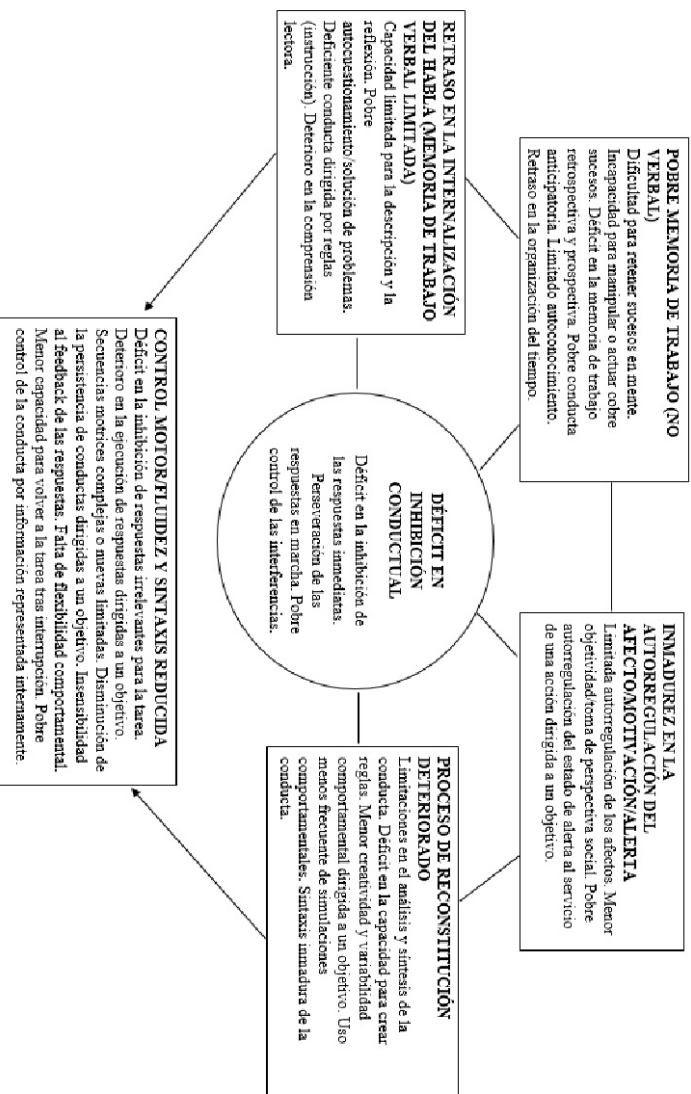 POBRE MEMORIA DE TRABAJO (NO
VERBAL)
Dificultad para retener sucesos en mente.
Incapacidad para manipular o actuar cobre
sucesos. Déficit en la memoria de trabajo
retrospectiva y prospectiva. Pobre conducta
anticipatoria. Limitado autoconocimiento.
Retraso en la organización del tiempo.
INMADUREZ EN LA
AUTORREGULACIÓN DEL
AFECTO/MOTIVACIÓN/ALERTA
Limitada autorregulación de los afectos. Menor
objetividad/toma de perspectiva social. Pobre
autorregulación del estado de alerta al servicio
de una acción dirigida a un objetivo.
RETRASO EN LA INTERNALIZACIÓN
DEL HABLA (MEMORIA DE TRABAJO
VERBAL LIMITADA)
Capacidad limitada para la descripción y la
reflexión. Pobre
autocuestionamiento/solución de problemas.
Deficiente conducta dirigida por reglas
(instrucción). Deterioro en la comprensión
lectora.
DÉFICIT EN
INHIBICIÓN
CONDUCTUAL
Déficit en la inhibición de
las respuestas inmediatas.
Perseveración de las
respuestas en marcha. Pobre
control de las interferencias.
PROCESO DE RECONSTITUCIÓN
DETERIORADO
Limitaciones en el análisis y síntesis de la
conducta. Déficit en la capacidad para crear
reglas. Menor creatividad y variabilidad
comportamental dirigida a un objetivo. Uso
menos frecuente de simulaciones
comportamentales. Sintaxis inmadura de la
conducta.
CONTROL MOTOR/FLUIDEZ Y SINTAXIS REDUCIDA
Déficit en la inhibición de respuestas irrelevantes para la tarea.
Deterioro en la ejecución de respuestas dirigidas a un objetivo.
Secuencias motrices complejas o nuevas limitadas. Disminución de
la persistencia de conductas dirigidas a un objetivo. Insensibilidad
al feedback de las respuestas. Falta de flexibilidad comportamental.
Menor capacidad para volver a la tarea tras interrupción. Pobre
control de la conducta por información representada internamente.